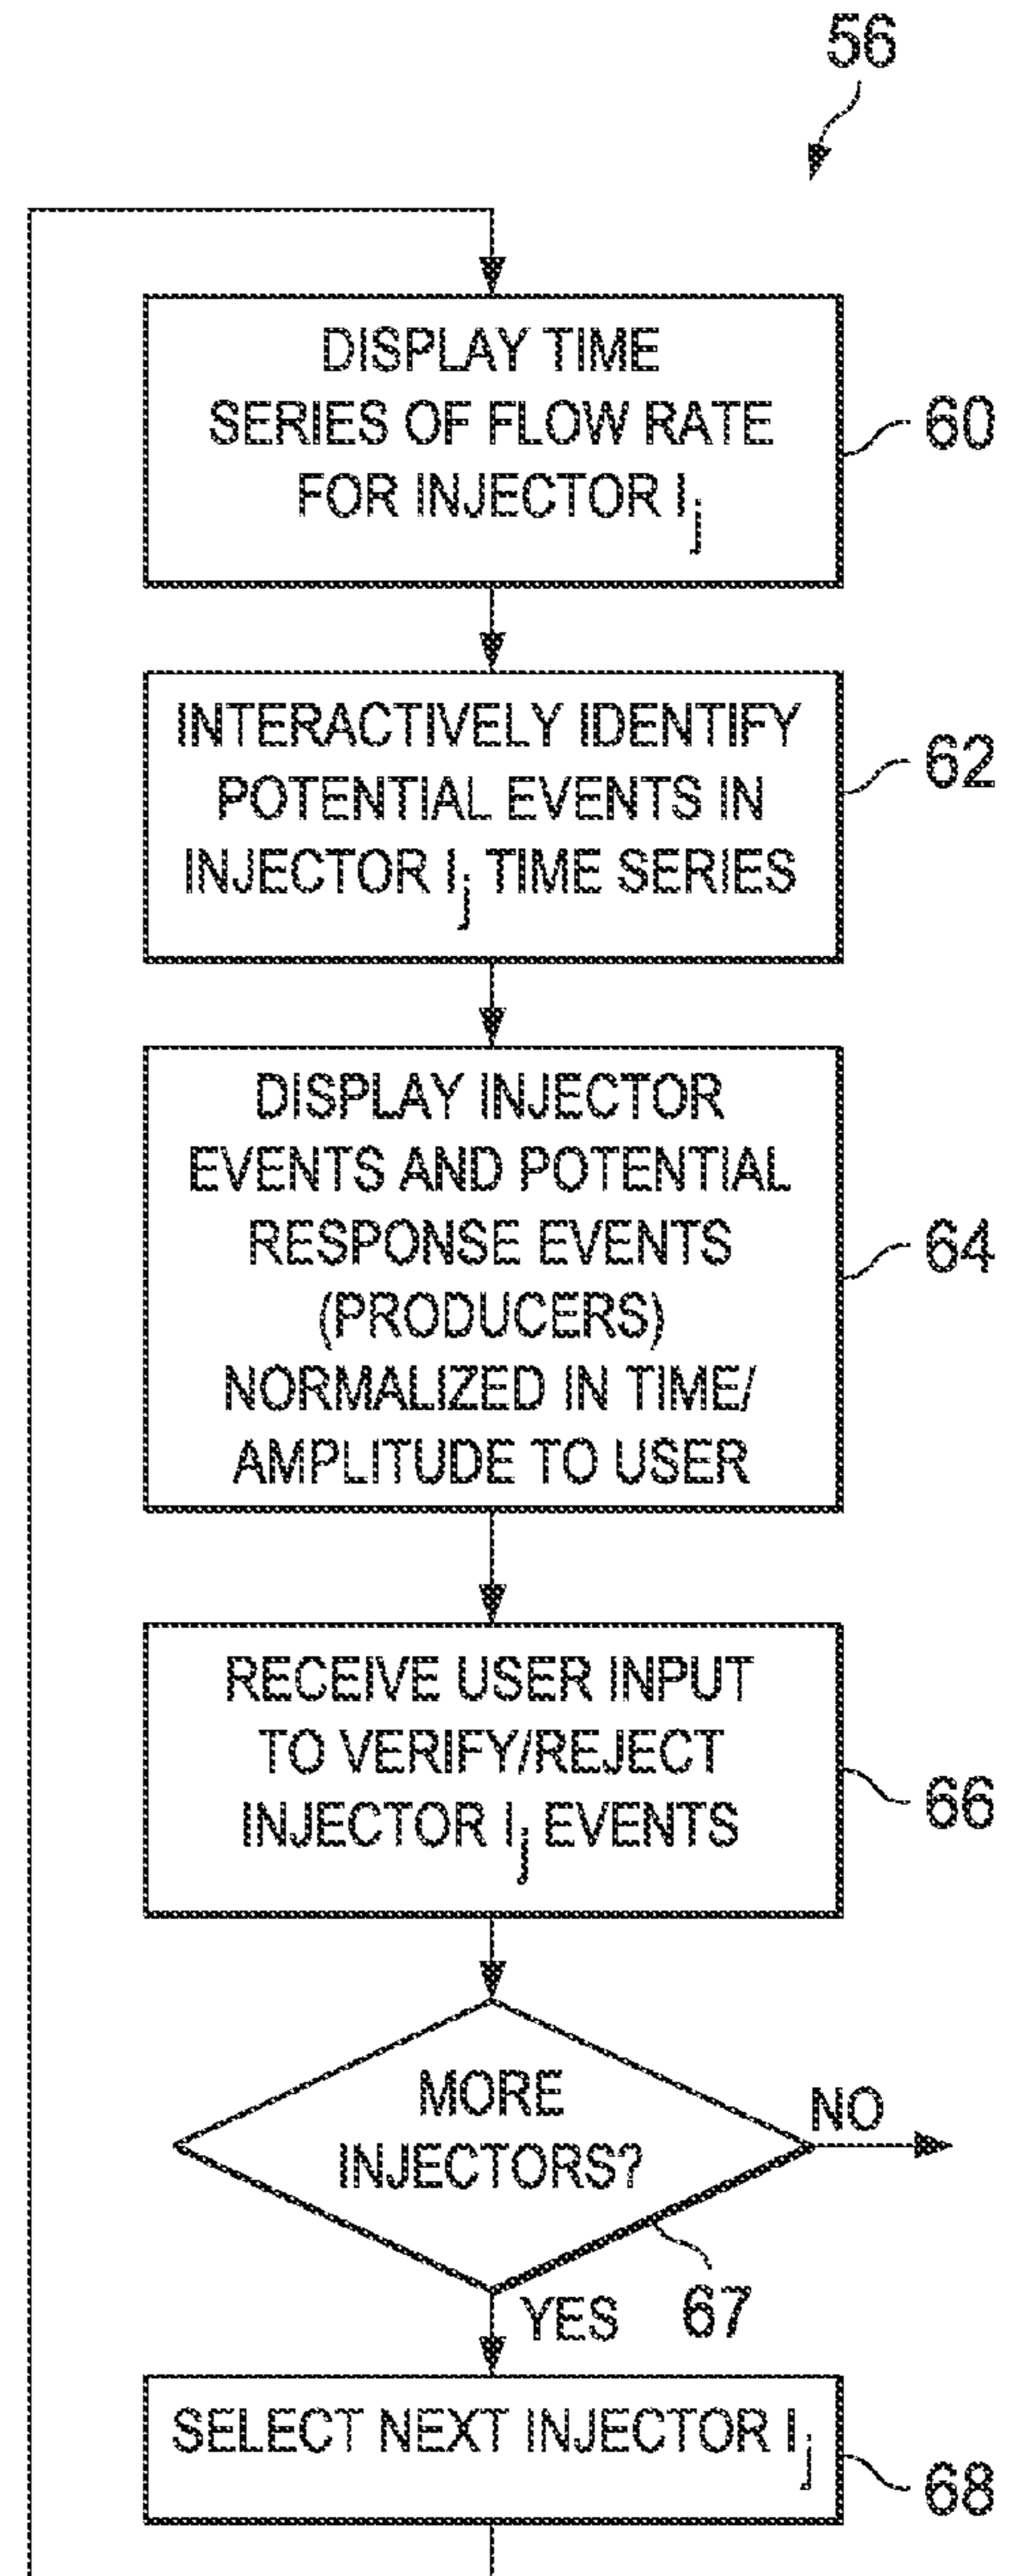 56
DISPLAY TIME
SERIES OF FLOW RATE
FOR INJECTOR Ij
60
INTERACTIVELY IDENTIFY
POTENTIAL EVENTS IN
INJECTOR Ij TIME SERIES
62
DISPLAY INJECTOR
EVENTS AND POTENTIAL
RESPONSE EVENTS
(PRODUCERS)
NORMALIZED IN TIME/
AMPLITUDE TO USER
64
RECEIVE USER INPUT
TO VERIFY/REJECT
INJECTOR Ij EVENTS
66
MORE
INJECTORS?
NO
YES
67
SELECT NEXT INJECTOR Ij
68